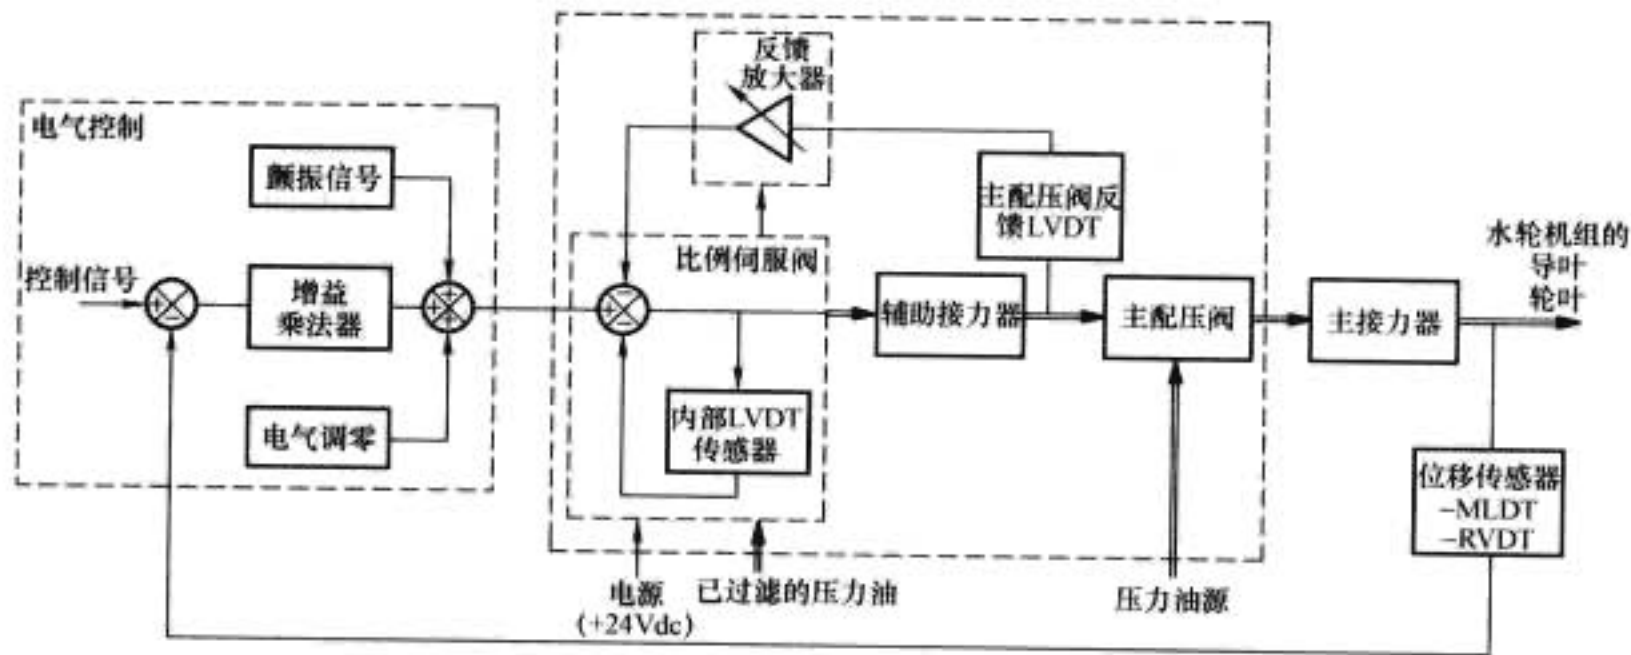 反馈
放大器
电气控制
颤振信号
主配压阀反
馈LVDT
水轮机组的
导叶
轮叶
比例伺服阀
控制信号
增益
乘法器
辅助接力器
主配压阀
主接力器
内部LVDT
传感器
电气调零
位移传感器
-MLDT
-RVDT
电源
(+24Vdc)
已过滤的压力油
压力油源